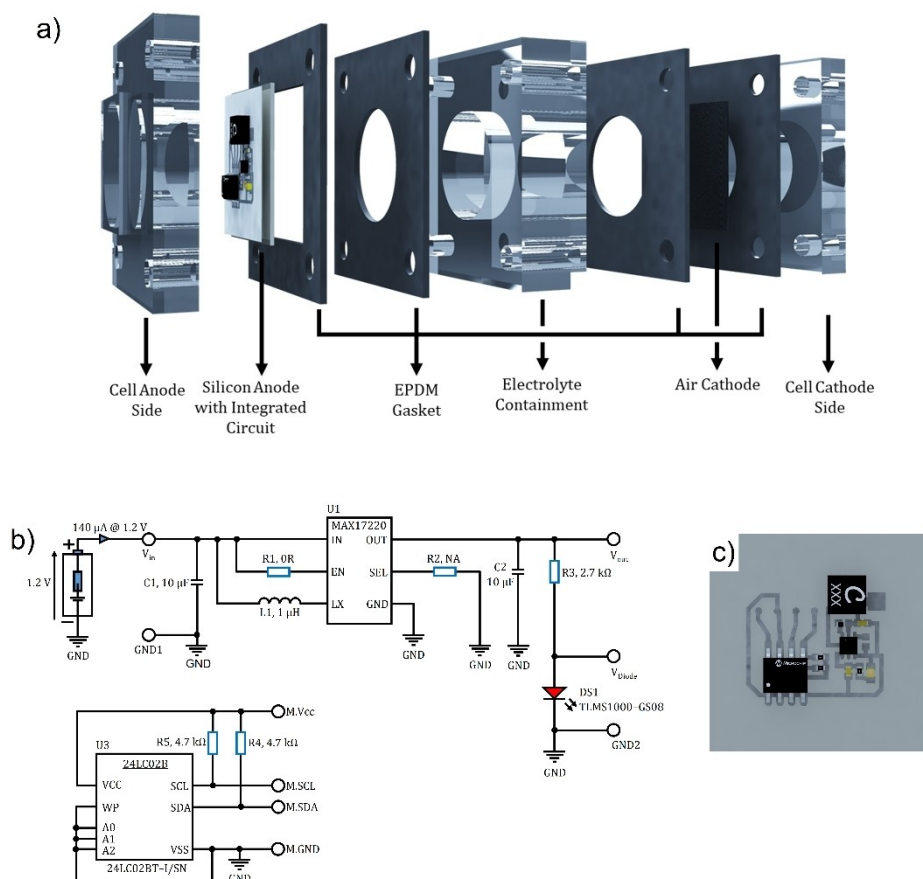 a)
Cell Anode
Side
Silicon Anode
with Integrated
Circuit
EPDM
Gasket
Electrolyte
Containment
Air Cathode
Cell Cathode
Side
b)
140 μA @ 1.2 V
+
1.2 V
−
GND
Vin
GND1
C1, 10 μF
GND
R1, 0R
L1, 1 μH
U1
MAX17220
IN OUT
EN SEL
LX GND
GND
R2, NA
GND
C2
10 μF
GND
R3, 2.7 kΩ
Vout
VDiode
DS1
TLMS1000-GS08
GND2
GND
U3
24LC02B
VCC SCL
WP SDA
A0
A1
A2 VSS
24LC02BT-I/SN
R5, 4.7 kΩ R4, 4.7 kΩ
M.Vcc
M.SCL
M.SDA
M.GND
GND
c)
C
XXX
MICROCHIP